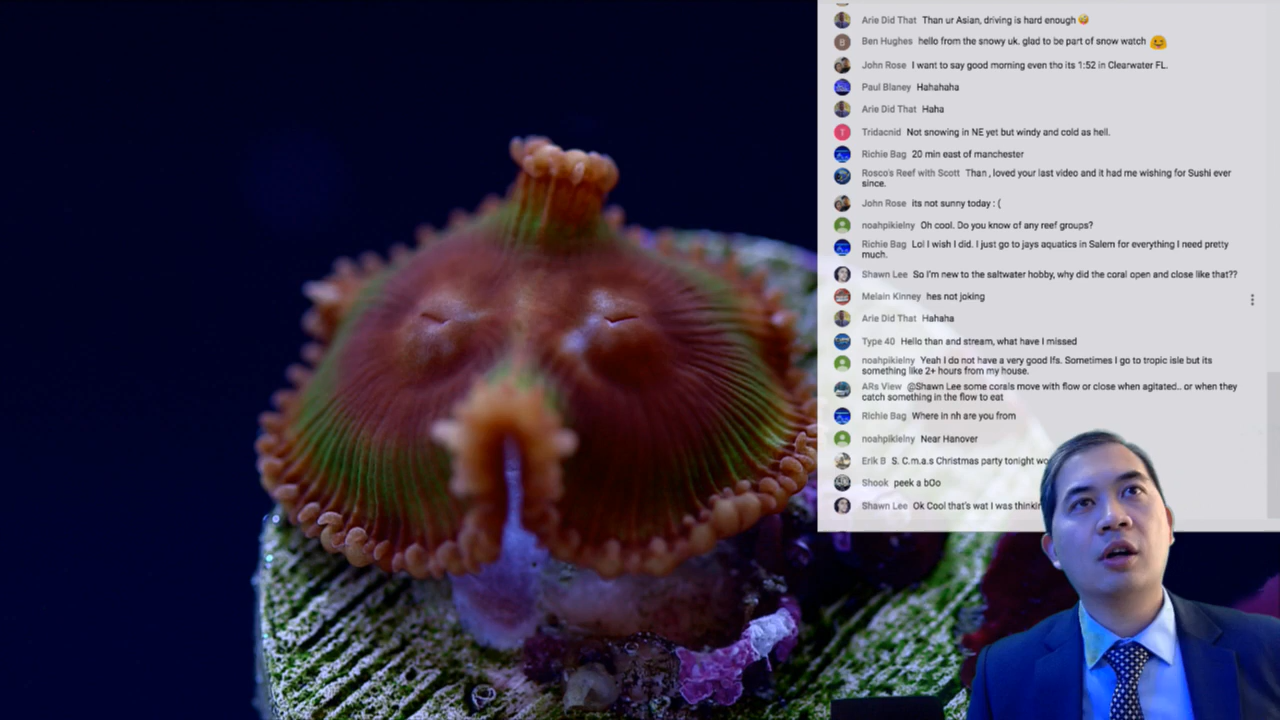 Arie Did That Than ur Asian, driving is hard enough 🤣
B Ben Hughes hello from the snowy uk. glad to be part of snow watch 😀
John Rose I want to say good morning even tho its 1:52 in Clearwater FL.
Paul Blaney Hahahaha
Arie Did That Haha
T Tridacnid Not snowing in NE yet but windy and cold as hell.
Richie Bag 20 min east of manchester
Rosco's Reef with Scott Than , loved your last video and it had me wishing for Sushi ever
since.
John Rose its not sunny today : (
noahpikielny Oh cool. Do you know of any reef groups?
Richie Bag Lol I wish I did. I just go to jays aquatics in Salem for everything I need pretty
much.
Shawn Lee So I'm new to the saltwater hobby, why did the coral open and close like that??
Melain Kinney hes not joking
Arie Did That Hahaha
Type 40 Hello than and stream, what have I missed
noahpikielny Yeah I do not have a very good lfs. Sometimes I go to tropic isle but its
something like 2+ hours from my house.
ARs View @Shawn Lee some corals move with flow or close when agitated.. or when they
catch something in the flow to eat
Richie Bag Where in nh are you from
noahpikielny Near Hanover
Erik B S. C.m.a.s Christmas party tonight wo
Shook peek a bOo
Shawn Lee Ok Cool that's wat I was thinkin